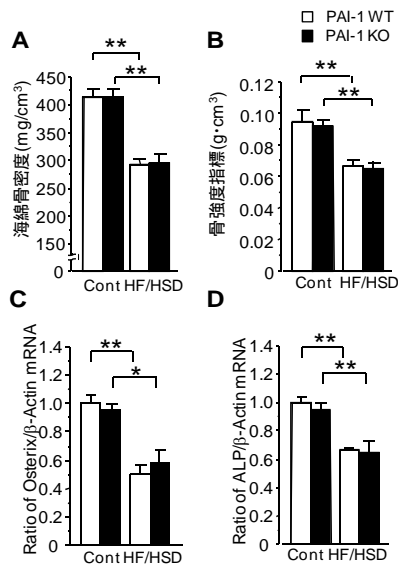 PAI-1 WT
PAI-1 KO
A
**
**
海綿骨密度(mg/cm³)
450
400
350
300
250
200
150
0
Cont HF/HSD
B
**
**
骨強度指標(g・cm³)
0.12
0.10
0.08
0.06
0.04
0.02
0
Cont HF/HSD
C
**
*
Ratio of Osterix/β-Actin mRNA
1.4
1.2
1.0
0.8
0.6
0.4
0.2
0
Cont HF/HSD
D
**
**
Ratio of ALP/β-Actin mRNA
1.4
1.2
1.0
0.8
0.6
0.4
0.2
0
Cont HF/HSD